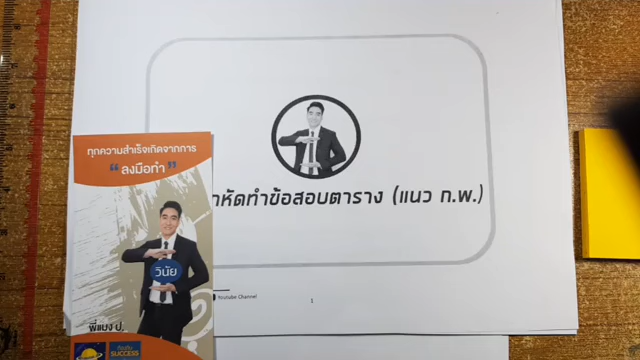 ทุกความสำเร็จเกิดจากการ
“ลงมือทำ”
วินัย
พี่แมง ป.
SUCCESS
หัดทำข้อสอบตาราง (แนว ก.พ.)
Youtube Channel
1